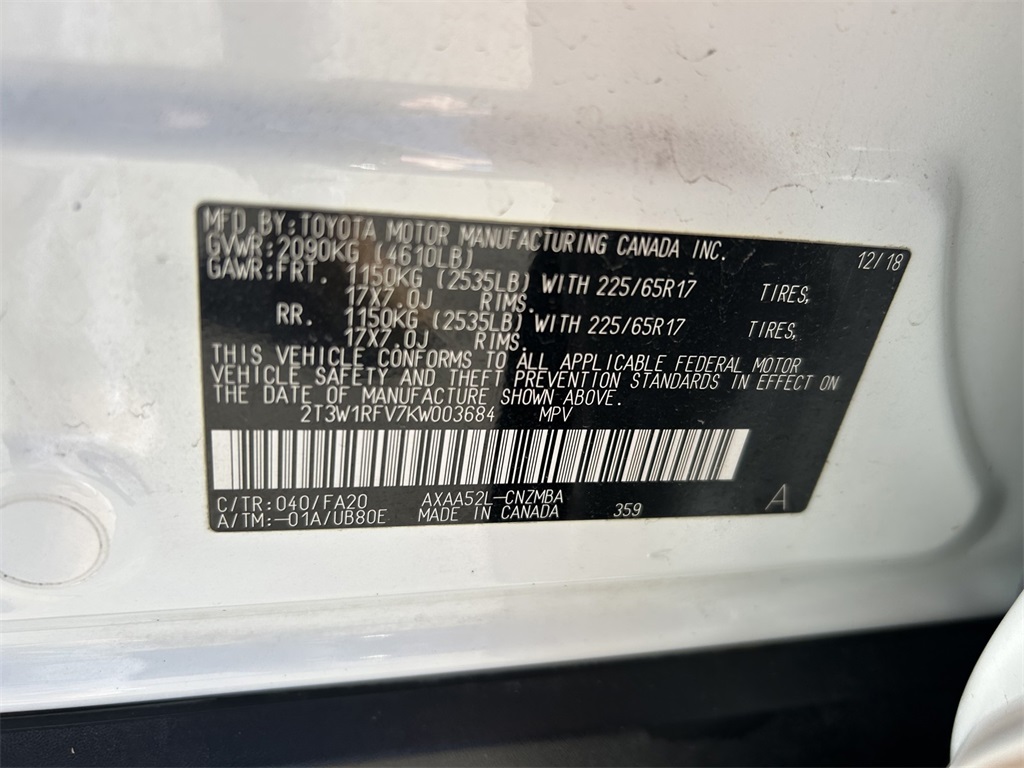 MFD. BY: TOYOTA MOTOR MANUFACTURING CANADA INC. 12/18
GVWR: 2090KG (4610LB)
GAWR: FRT. 1150KG (2535LB) WITH 225/65R17 TIRES,
17X7.0J RIMS.
RR. 1150KG (2535LB) WITH 225/65R17 TIRES,
17X7.0J RIMS.
THIS VEHICLE CONFORMS TO ALL APPLICABLE FEDERAL MOTOR
VEHICLE SAFETY AND THEFT PREVENTION STANDARDS IN EFFECT ON
THE DATE OF MANUFACTURE SHOWN ABOVE.
2T3W1RFV7KW003684 MPV
C/TR: 040/FA20 AXAA52L-CNZMBA
A/TM: -01A/UB80E MADE IN CANADA 359 A